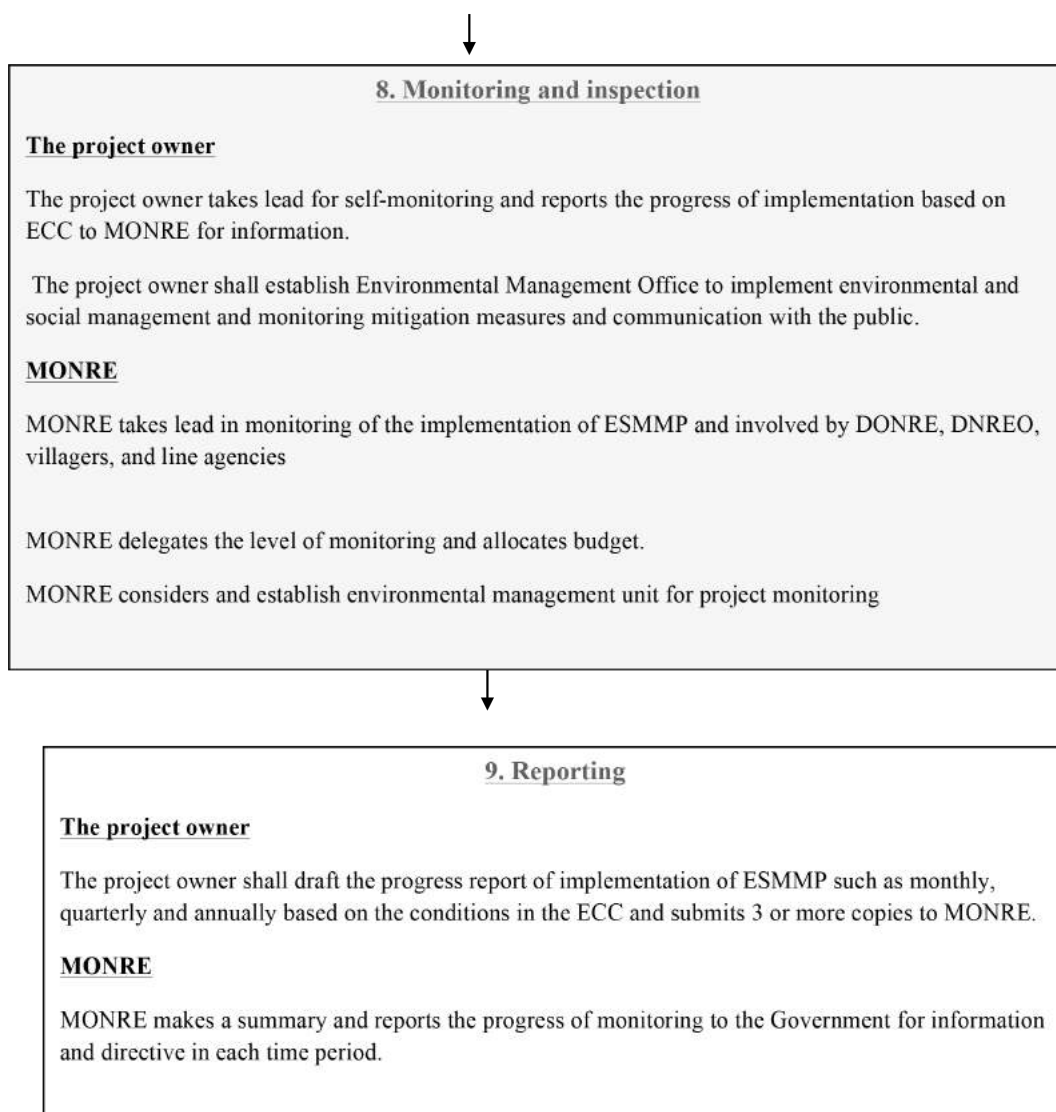 8. Monitoring and inspection
The project owner
The project owner takes lead for self-monitoring and reports the progress of implementation based on
ECC to MONRE for information.
The project owner shall establish Environmental Management Office to implement environmental and
social management and monitoring mitigation measures and communication with the public.
MONRE
MONRE takes lead in monitoring of the implementation of ESMMP and involved by DONRE, DNREO,
villagers, and line agencies
MONRE delegates the level of monitoring and allocates budget.
MONRE considers and establish environmental management unit for project monitoring
9. Reporting
The project owner
The project owner shall draft the progress report of implementation of ESMMP such as monthly,
quarterly and annually based on the conditions in the ECC and submits 3 or more copies to MONRE.
MONRE
MONRE makes a summary and reports the progress of monitoring to the Government for information
and directive in each time period.